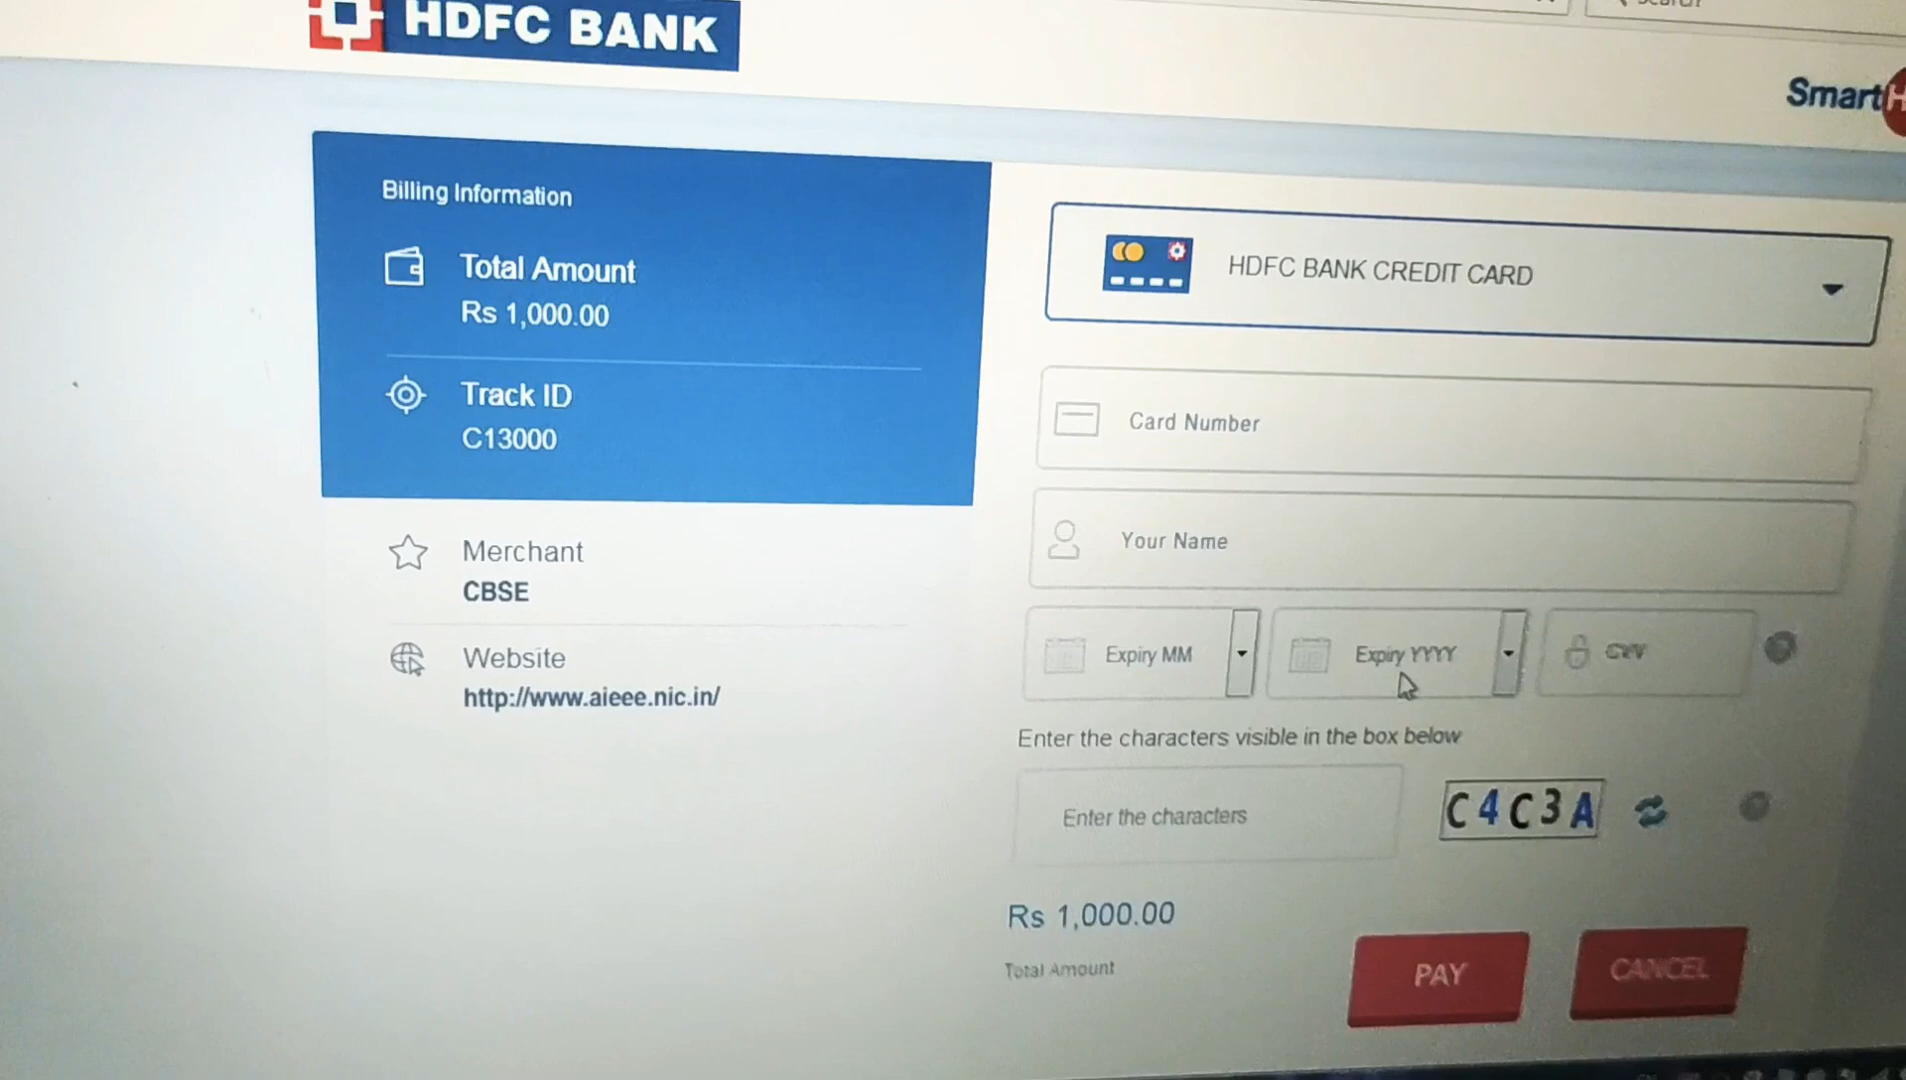 HDFC BANK
Smart
Billing Information
Total Amount
Rs 1,000.00
Track ID
C13000
Merchant
CBSE
Website
http://www.aieee.nic.in/
HDFC BANK CREDIT CARD
Card Number
Your Name
Expiry MM
Expiry YYYY
CVV
Enter the characters visible in the box below
Enter the characters
C4C3A
Rs 1,000.00
Total Amount
PAY
CANCEL